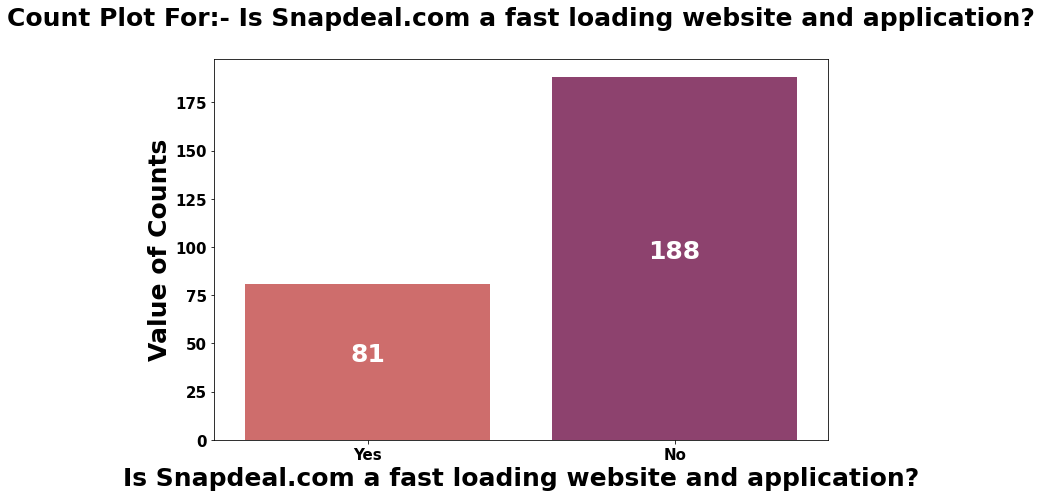 Count Plot For:- Is Snapdeal.com a fast loading website and application?
Value of Counts
175
150
125
100
75
50
25
0
81
188
Yes
No
Is Snapdeal.com a fast loading website and application?